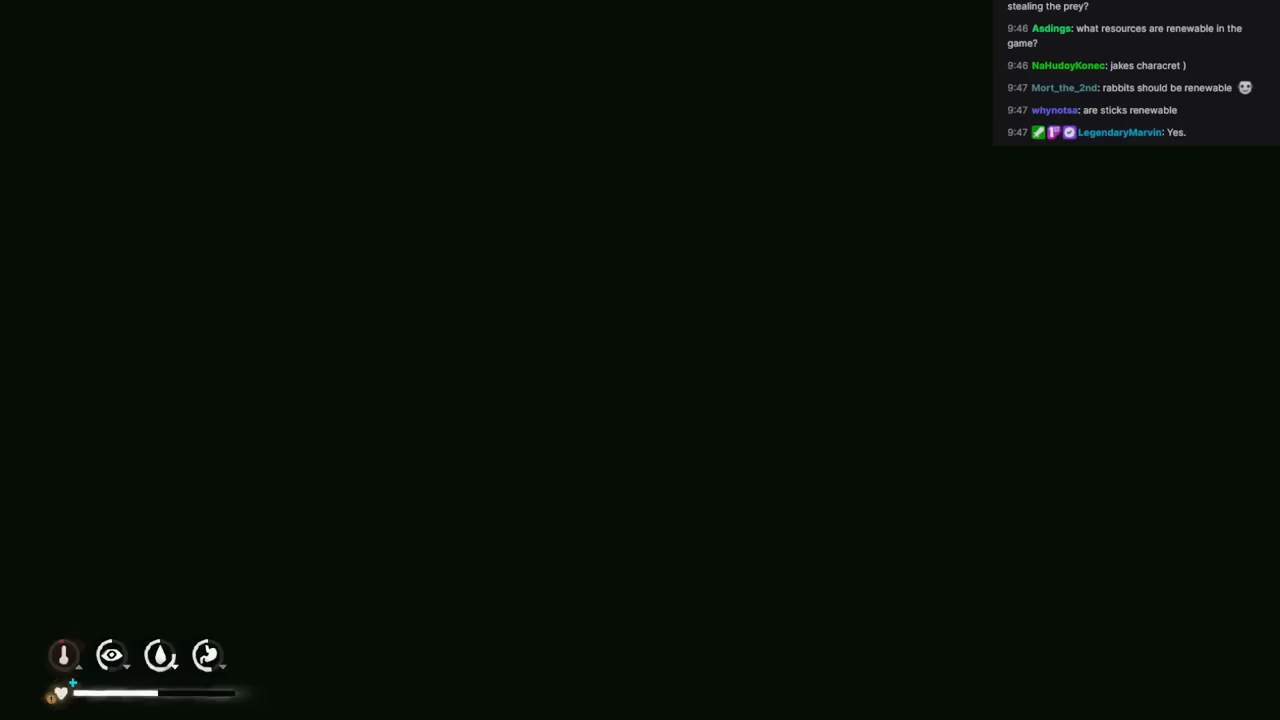 stealing the prey?
9:46 Asdings: what resources are renewable in the
game?
9:46 NaHudoyKonec: jakes characret )
9:47 Mort_the_2nd: rabbits should be renewable
9:47 whynotsa: are sticks renewable
9:47 LegendaryMarvin: Yes.